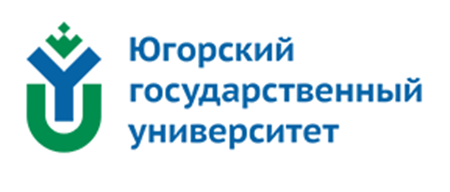 Югорский
государственный
университет